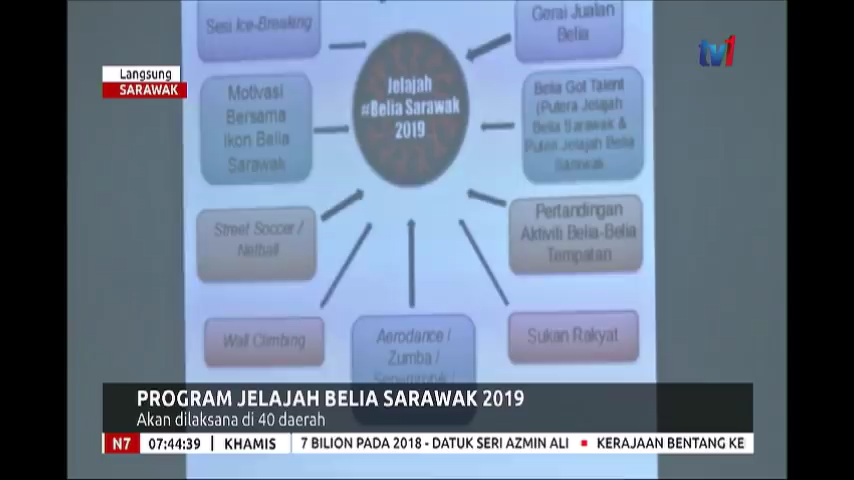 tv1
Langsung
SARAWAK
Sesi Ice-Breaking
Gerai Jualan
Belia
Jelajah
#Belia Sarawak
2019
Motivasi
Bersama
Ikon Belia
Sarawak
Belia Got Talent
(Putera Jelajah
Belia Sarawak &
Puteri Jelajah Belia
Sarawak
Street Soccer /
Netball
Pertandingan
Aktiviti Belia-Belia
Tempatan
Wall Climbing
Aerodance /
Zumba /
Sukan Rakyat
PROGRAM JELAJAH BELIA SARAWAK 2019
Akan dilaksana di 40 daerah
N7 07:44:39 | KHAMIS | 7 BILION PADA 2018 - DATUK SERI AZMIN ALI ▪ KERAJAAN BENTANG KE